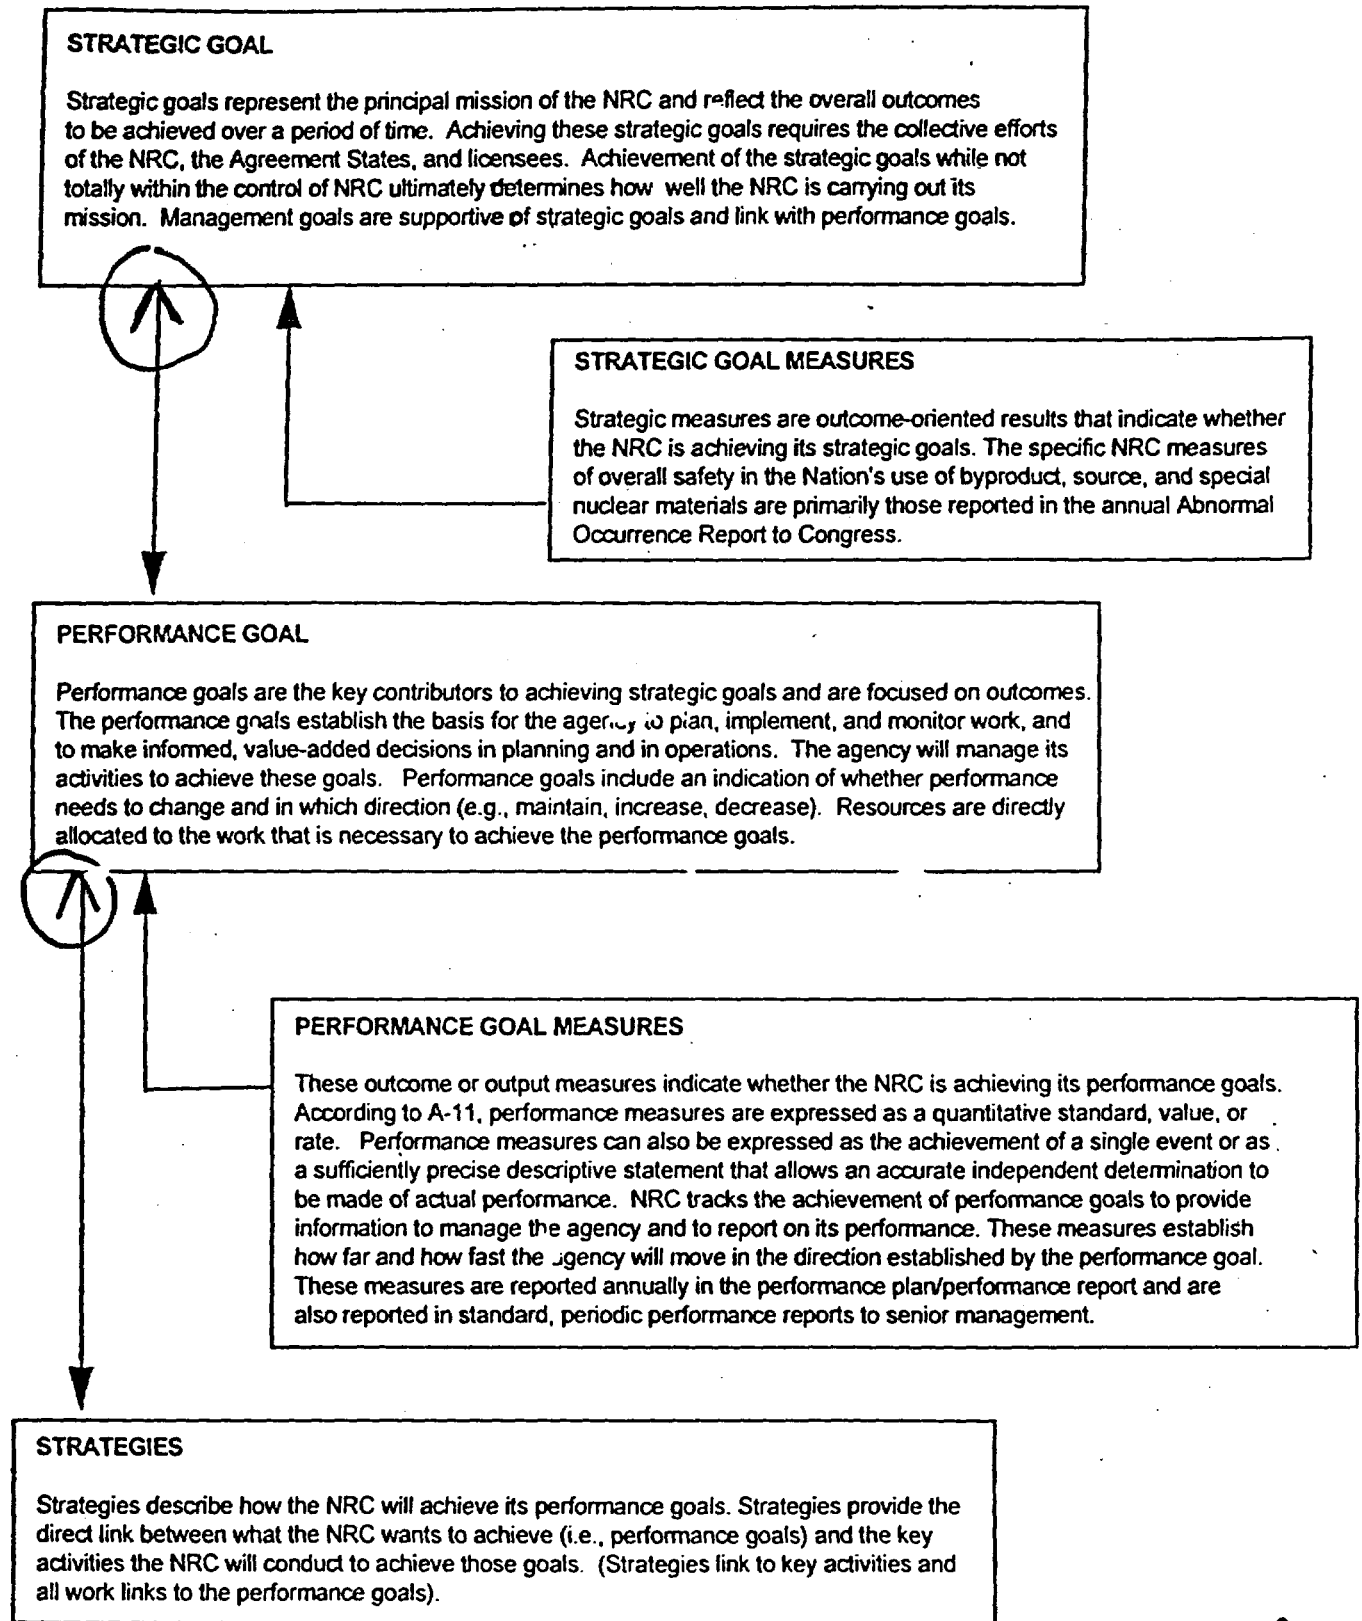 STRATEGIC GOAL
Strategic goals represent the principal mission of the NRC and reflect the overall outcomes
to be achieved over a period of time. Achieving these strategic goals requires the collective efforts
of the NRC, the Agreement States, and licensees. Achievement of the strategic goals while not
totally within the control of NRC ultimately determines how well the NRC is carrying out its
mission. Management goals are supportive of strategic goals and link with performance goals.
STRATEGIC GOAL MEASURES
Strategic measures are outcome-oriented results that indicate whether
the NRC is achieving its strategic goals. The specific NRC measures
of overall safety in the Nation's use of byproduct, source, and special
nuclear materials are primarily those reported in the annual Abnormal
Occurrence Report to Congress.
PERFORMANCE GOAL
Performance goals are the key contributors to achieving strategic goals and are focused on outcomes.
The performance goals establish the basis for the agency to plan, implement, and monitor work, and
to make informed, value-added decisions in planning and in operations. The agency will manage its
activities to achieve these goals. Performance goals include an indication of whether performance
needs to change and in which direction (e.g., maintain, increase, decrease). Resources are directly
allocated to the work that is necessary to achieve the performance goals.
PERFORMANCE GOAL MEASURES
These outcome or output measures indicate whether the NRC is achieving its performance goals.
According to A-11, performance measures are expressed as a quantitative standard, value, or
rate. Performance measures can also be expressed as the achievement of a single event or as
a sufficiently precise descriptive statement that allows an accurate independent determination to
be made of actual performance. NRC tracks the achievement of performance goals to provide
information to manage the agency and to report on its performance. These measures establish
how far and how fast the agency will move in the direction established by the performance goal.
These measures are reported annually in the performance plan/performance report and are
also reported in standard, periodic performance reports to senior management.
STRATEGIES
Strategies describe how the NRC will achieve its performance goals. Strategies provide the
direct link between what the NRC wants to achieve (i.e., performance goals) and the key
activities the NRC will conduct to achieve those goals. (Strategies link to key activities and
all work links to the performance goals).